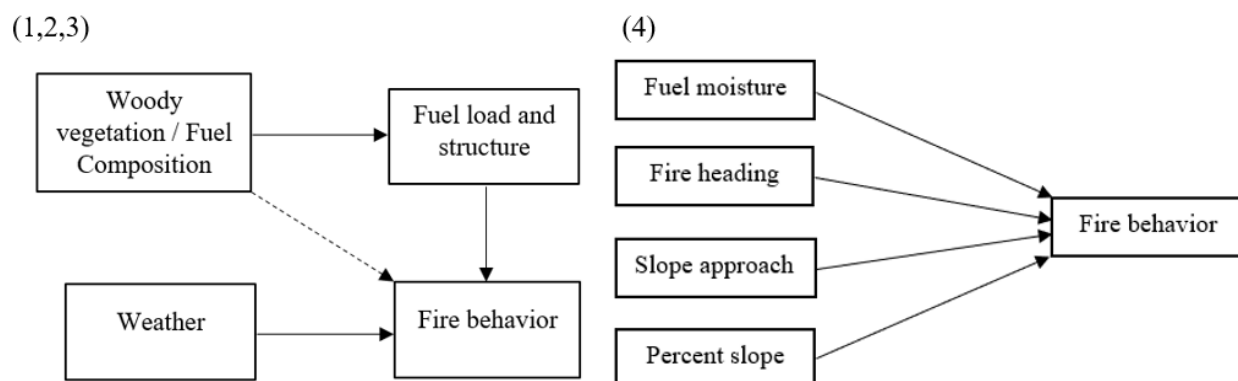 (1,2,3)
Woody
vegetation / Fuel
Composition
Fuel load and
structure
Weather
Fire behavior
(4)
Fuel moisture
Fire heading
Slope approach
Percent slope
Fire behavior